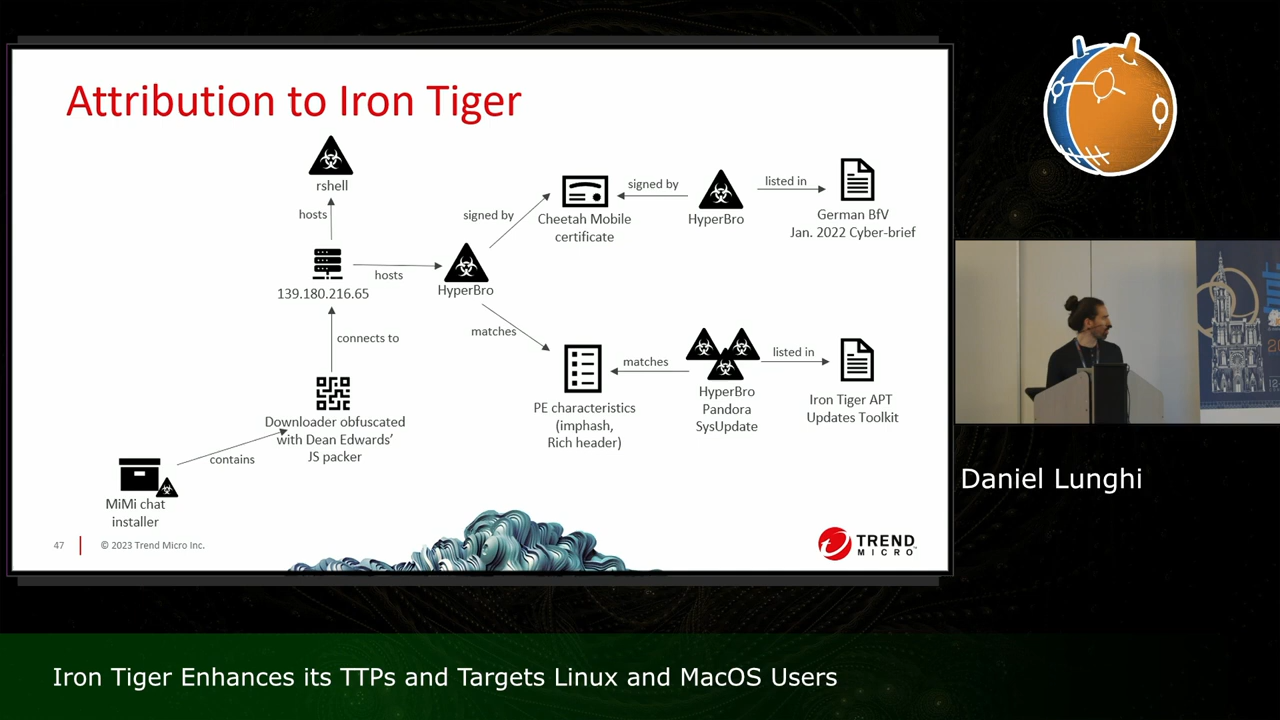 Attribution to Iron Tiger
rshell
hosts
139.180.216.65
hosts
connects to
Downloader obfuscated
with Dean Edwards'
JS packer
contains
MiMi chat
installer
HyperBro
signed by
Cheetah Mobile
certificate
signed by
HyperBro
listed in
German BfV
Jan. 2022 Cyber-brief
matches
PE characteristics
(imphash,
Rich header)
matches
HyperBro
Pandora
SysUpdate
listed in
Iron Tiger APT
Updates Toolkit
47
© 2023 Trend Micro Inc.
TREND
MICRO™
Daniel Lunghi
Iron Tiger Enhances its TTPs and Targets Linux and MacOS Users